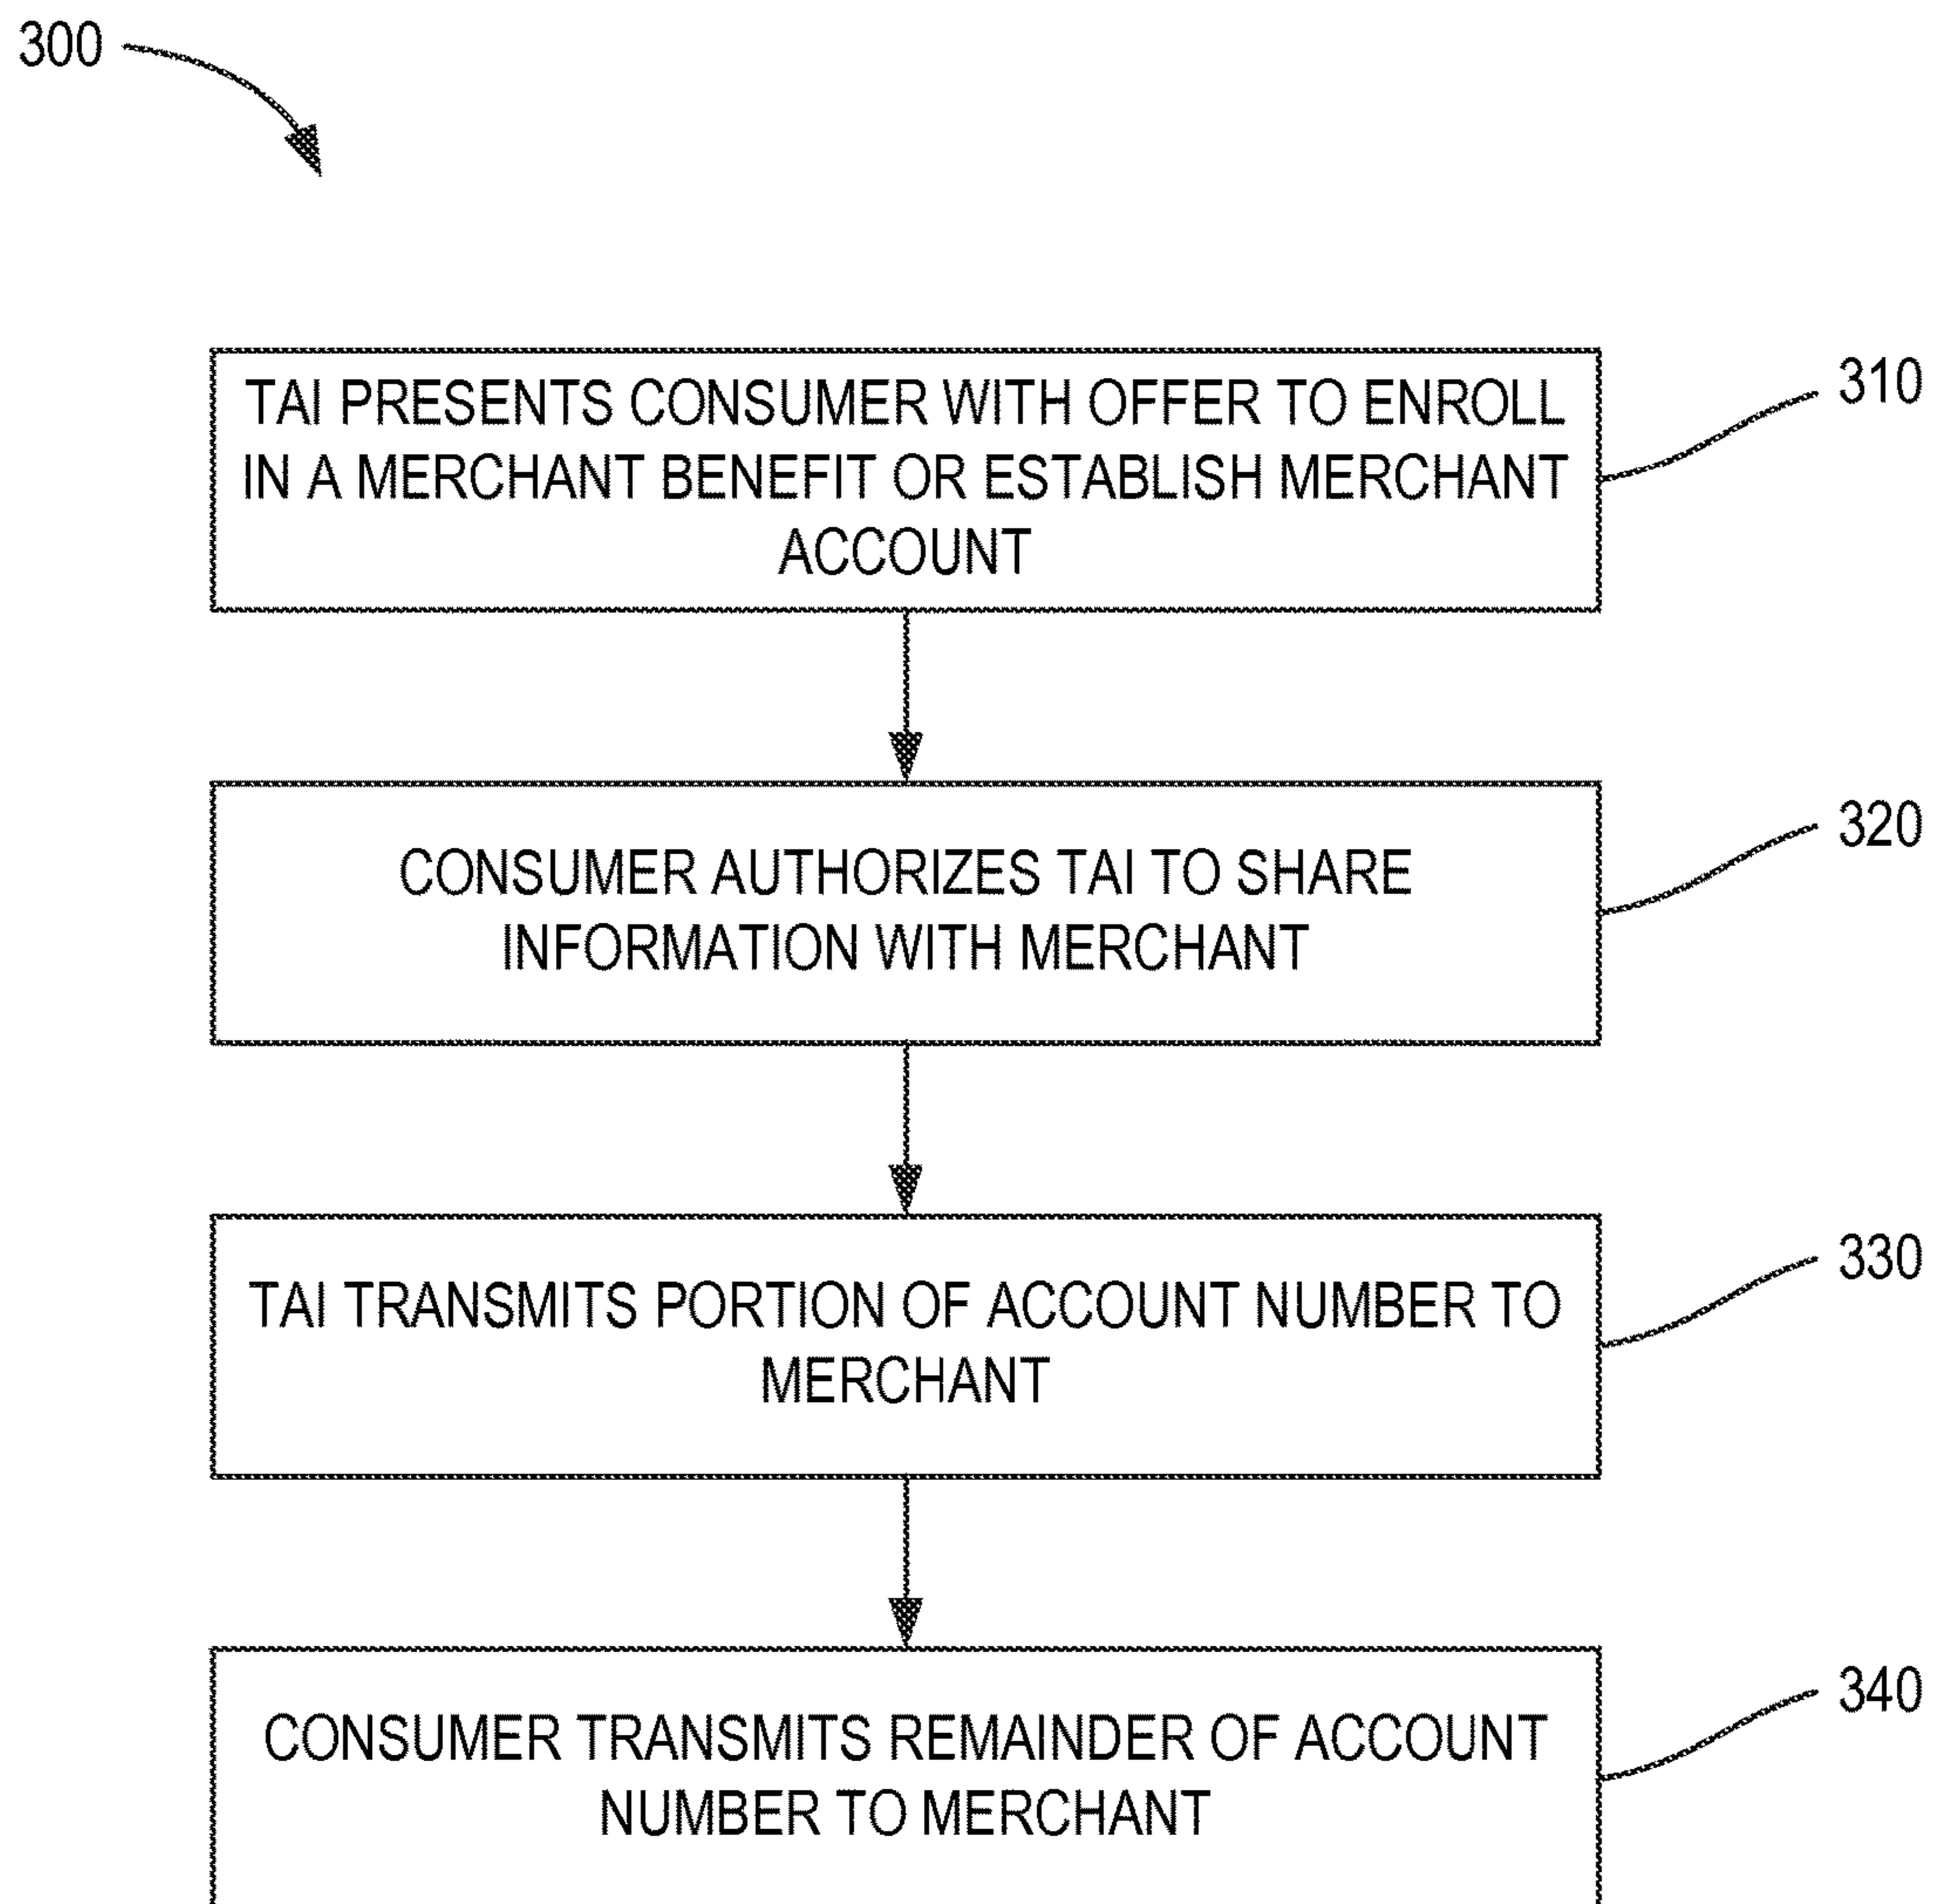 300
TAI PRESENTS CONSUMER WITH OFFER TO ENROLL
IN A MERCHANT BENEFIT OR ESTABLISH MERCHANT
ACCOUNT
310
CONSUMER AUTHORIZES TAI TO SHARE
INFORMATION WITH MERCHANT
320
TAI TRANSMITS PORTION OF ACCOUNT NUMBER TO
MERCHANT
330
CONSUMER TRANSMITS REMAINDER OF ACCOUNT
NUMBER TO MERCHANT
340